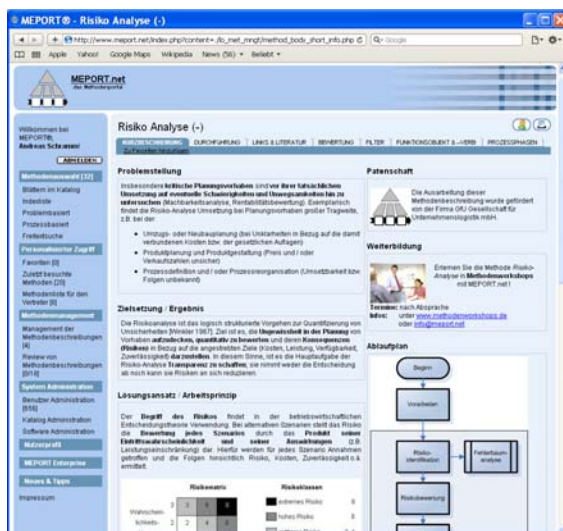 MEPORT® - Risiko Analyse (-)
http://www.meport.net/index.php?content=./lo_met_mngt/method_body_short_info.php
Google
Apple Yahoo! Google Maps Wikipedia News (56) Beliebt
MEPORT.net
das Methodenportal
Willkommen bei
MEPORT®,
Andreas Schramm!
ABMELDEN
Methodenauswahl [32]
Blättern im Katalog
Indexliste
Problembasiert
Prozessbasiert
Freitextsuche
Personalisierter Zugriff
Favoriten [0]
Zuletzt besuchte
Methoden [20]
Methodenliste für den
Vertreter [0]
Methodenmanagement
Management der
Methodenbeschreibungen
[4]
Review von
Methodenbeschreibungen
System Administration
Benutzer Administration
Katalog Administration
Software Administration
Nutzerprofil
MEPORT Enterprise
Neues & Tipps
Impressum
Risiko Analyse (-)
KURZBESCHREIBUNG DURCHFÜHRUNG LINKS & LITERATUR BEWERTUNG FILTER FUNKTIONSOBJEKT & -VERB PROZESSPHASEN
Zu Favoriten hinzufügen
Problemstellung
Insbesondere kritische Planungsvorhaben sind vor ihrer tatsächlichen
Umsetzung auf eventuelle Schwierigkeiten und Unwegsamkeiten hin zu
untersuchen (Machbarkeitsanalyse, Rentabilitätsbewertung). Exemplarisch
findet die Risiko-Analyse Umsetzung bei Planungsvorhaben großer Tragweite,
z.B. bei der:
• Umzugs- oder Neubauplanung (bei Unklarheiten in Bezug auf die damit
verbundenen Kosten bzw. der gesetzlichen Auflagen)
• Produktplanung und Produktgestaltung (Preis und / oder
Verkaufszahlen unsicher)
• Prozessdefinition und / oder Prozessorganisation (Umsetzbarkeit bzw.
Folgen unbekannt)
Zielsetzung / Ergebnis
Die Risikoanalyse ist das logisch strukturierte Vorgehen zur Quantifizierung von
Unsicherheiten [Winkler 1967]. Ziel ist es, die Ungewissheit in der Planung von
Vorhaben aufzudecken, quantitativ zu bewerten und deren Konsequenzen
(Risiken) in Bezug auf die angestrebten Ziele (Kosten, Leistung, Verfügbarkeit,
Zuverlässigkeit) darzustellen. In diesem Sinne, ist es die Hauptaufgabe der
Risiko-Analyse Transparenz zu schaffen, sie nimmt weder die Entscheidung
ab noch kann sie Risiken an sich reduzieren.
Lösungsansatz / Arbeitsprinzip
Der Begriff des Risikos findet in der betriebswirtschaftlichen
Entscheidungstheorie Verwendung. Bei alternativen Szenarien stellt das Risiko
die Bewertung jedes Szenarios durch das Produkt seiner
Eintrittswahrscheinlichkeit und seiner Auswirkungen (z.B.
Leistungseinschränkung) dar. Hierfür werden für jedes Szenario Annahmen
getroffen und die Folgen hinsichtlich Risiko, Kosten, Zuverlässigkeit o.ä.
ermittelt.
Risikomatrix Risikoklassen
Wahrschein-
lichkeits-
extremes Risiko
hohes Risiko
Patenschaft
Die Ausarbeitung dieser
Methodenbeschreibung wurde gefördert
von der Firma GfU Gesellschaft für
Unternehmenslogistik mbH.
Weiterbildung
Erlernen Sie die Methode Risiko-
Analyse in Methodenworkshops
mit MEPORT.net!
Termine: nach Absprache
Infos: unter www.methodenworkshops.de
oder info@meport.net
Ablaufplan
Beginn
Vorarbeiten
Risiko-
identifikation
Fehlerbaum-
analyse
Risikobewertung